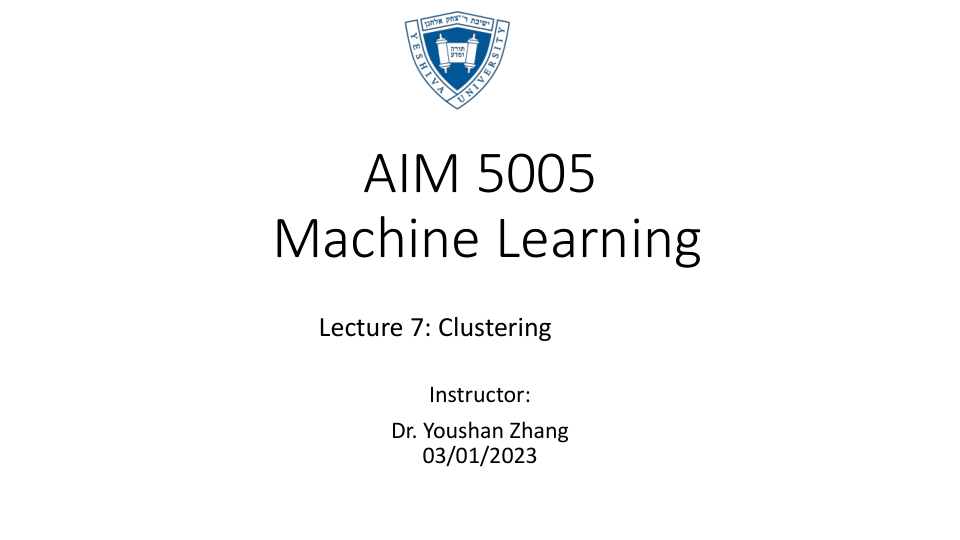 ישיבת ר' יצחק אלחנן
YESHIVA UNIVERSITY
תורה
ומדע
AIM 5005
Machine Learning
Lecture 7: Clustering
Instructor:
Dr. Youshan Zhang
03/01/2023